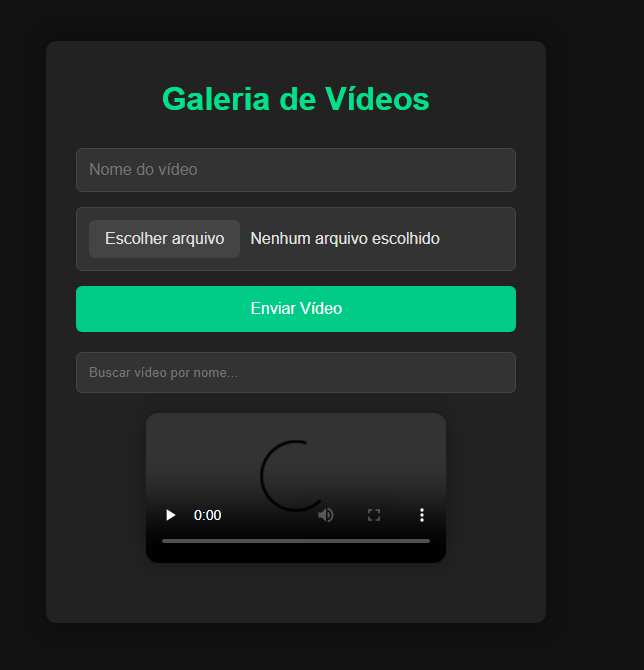 Galeria de Vídeos
Nome do vídeo
Escolher arquivo Nenhum arquivo escolhido
Enviar Vídeo
Buscar vídeo por nome...
0:00